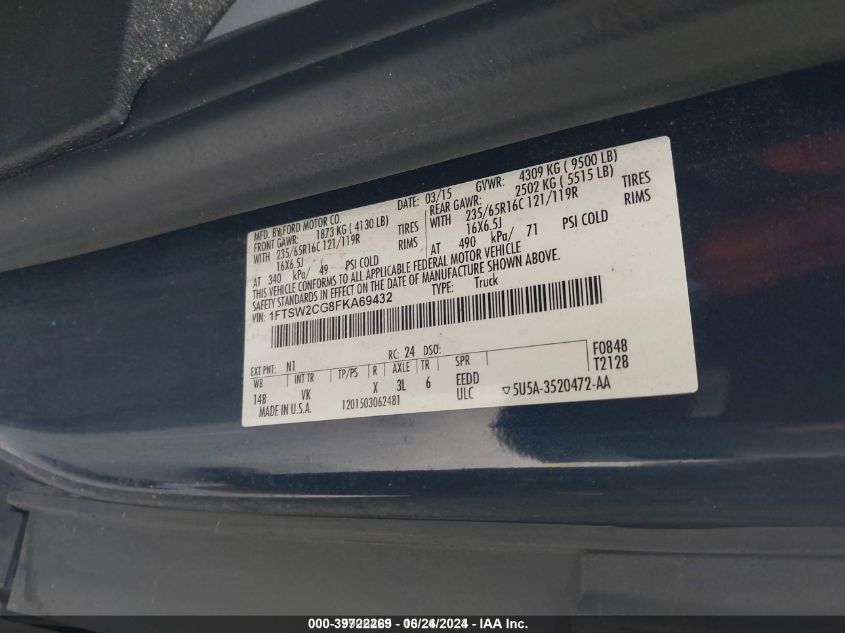 MFD. BY FORD MOTOR CO.
DATE: 03/15 GVWR: 4309 KG ( 9500 LB)
FRONT GAWR: 1873 KG ( 4130 LB) REAR GAWR: 2502 KG ( 5515 LB)
WITH 235/65R16C 121/119R TIRES WITH 235/65R16C 121/119R TIRES
16X6.5J RIMS 16X6.5J RIMS
AT 340 kPa/ 49 PSI COLD AT 490 kPa/ 71 PSI COLD
THIS VEHICLE CONFORMS TO ALL APPLICABLE FEDERAL MOTOR VEHICLE
SAFETY STANDARDS IN EFFECT ON THE DATE OF MANUFACTURE SHOWN ABOVE.
VIN: 1FTSW2CG8FKA69432 TYPE: Truck
EXT PNT: N1 RC: 24 DSO: F0848
WB INT TR TP/PS R AXLE TR SPR T2128
148 VK X 3L 6 EEDD
MADE IN U.S.A. 1201503062481 ULC ▽5U5A-3520472-AA
000-39722269 - 06/24/2024 - IAA Inc.